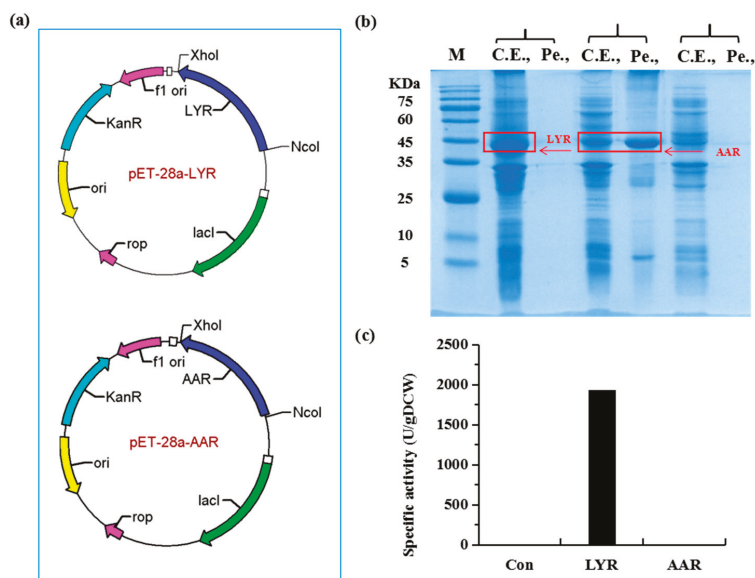 (a)
XhoI
f1 ori
LYR
KanR
NcoI
pET-28a-LYR
ori
lacI
rop
XhoI
f1 ori
AAR
KanR
NcoI
pET-28a-AAR
ori
lacI
rop
(b)
M C.E., Pe., C.E., Pe., C.E., Pe.,
KDa
75
60
45
35
25
10
5
LYR
AAR
(c)
Specific activity (U/gDCW)
2500
2000
1500
1000
500
0
Con LYR AAR